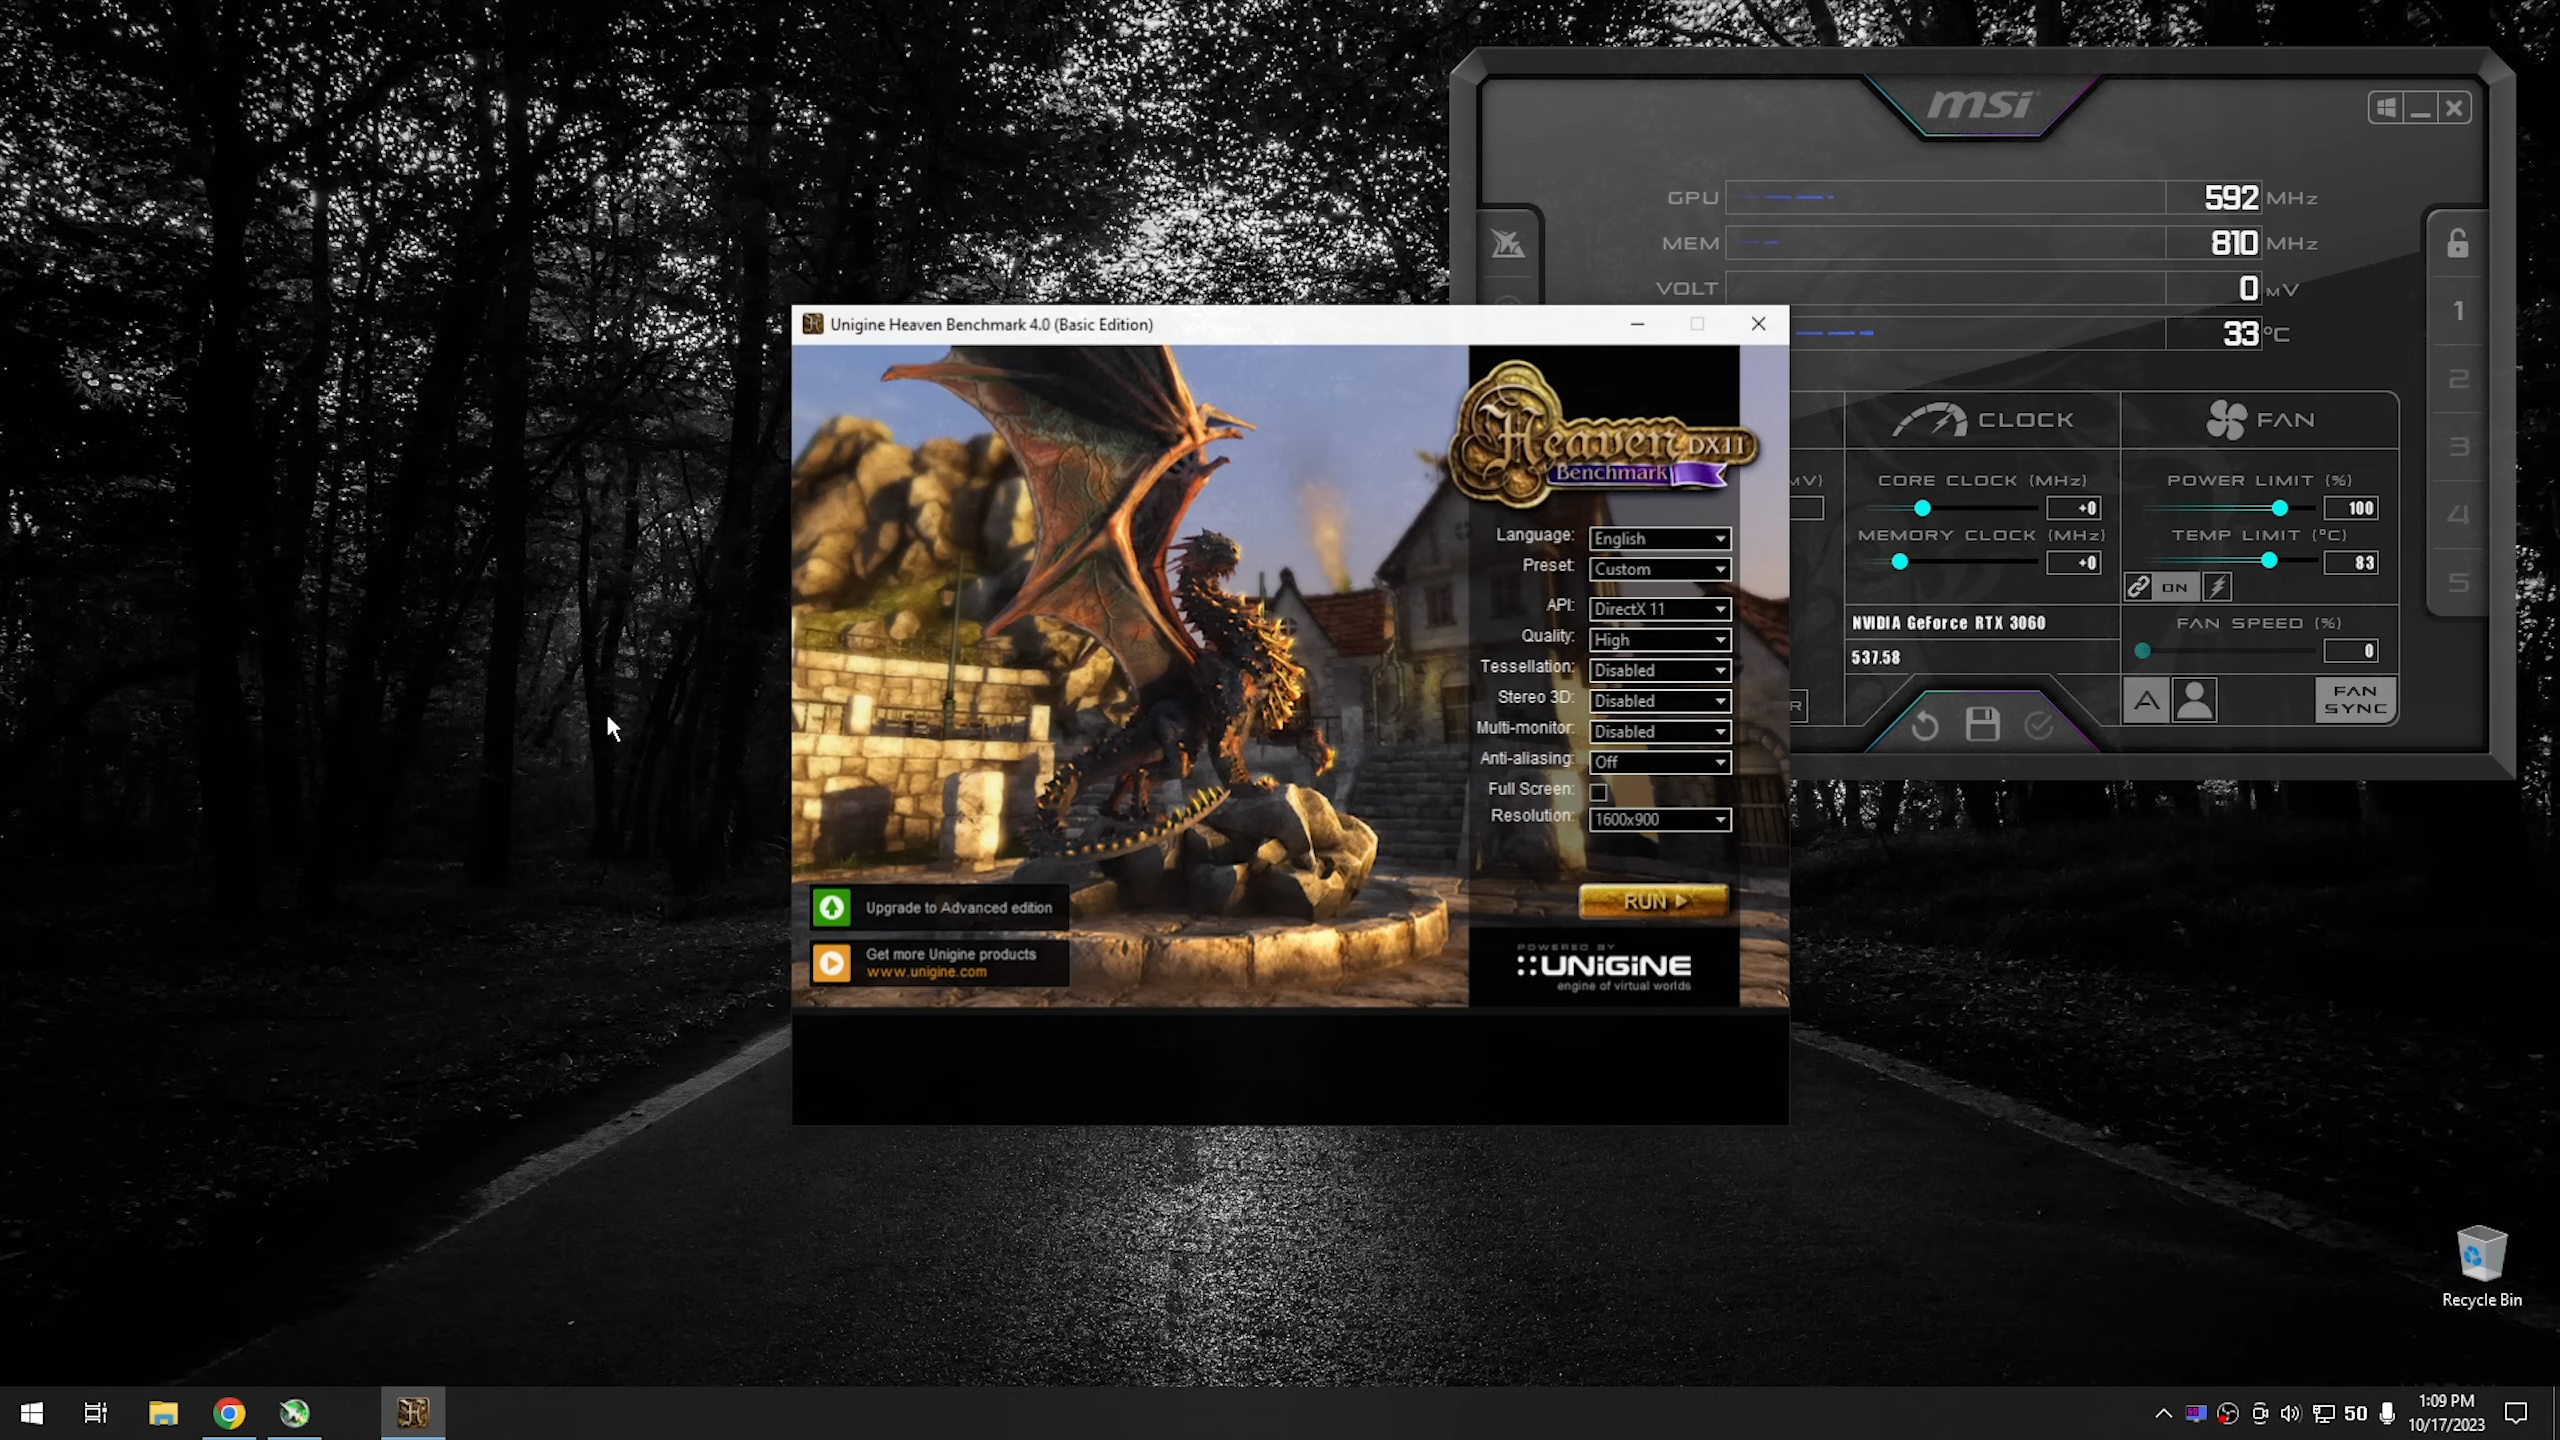 msi
GPU 592 MHz
MEM 810 MHz
VOLT 0 mV
33 °C
1
2
3
4
5
Unigine Heaven Benchmark 4.0 (Basic Edition)
Heaven DX11
Benchmark
Language: English
Preset: Custom
API: DirectX 11
Quality: High
Tessellation: Disabled
Stereo 3D: Disabled
Multi-monitor: Disabled
Anti-aliasing: Off
Full Screen:
Resolution: 1600x900
RUN
Upgrade to Advanced edition
Get more Unigine products
www.unigine.com
POWERED BY
UNiGiNE
engine of virtual worlds
MV)
R
CLOCK
CORE CLOCK (MHz)
+0
MEMORY CLOCK (MHz)
+0
NVIDIA GeForce RTX 3060
537.58
FAN
POWER LIMIT (%)
100
TEMP LIMIT (°C)
83
ON
FAN SPEED (%)
0
A
FAN
SYNC
Recycle Bin
50
1:09 PM
10/17/2023